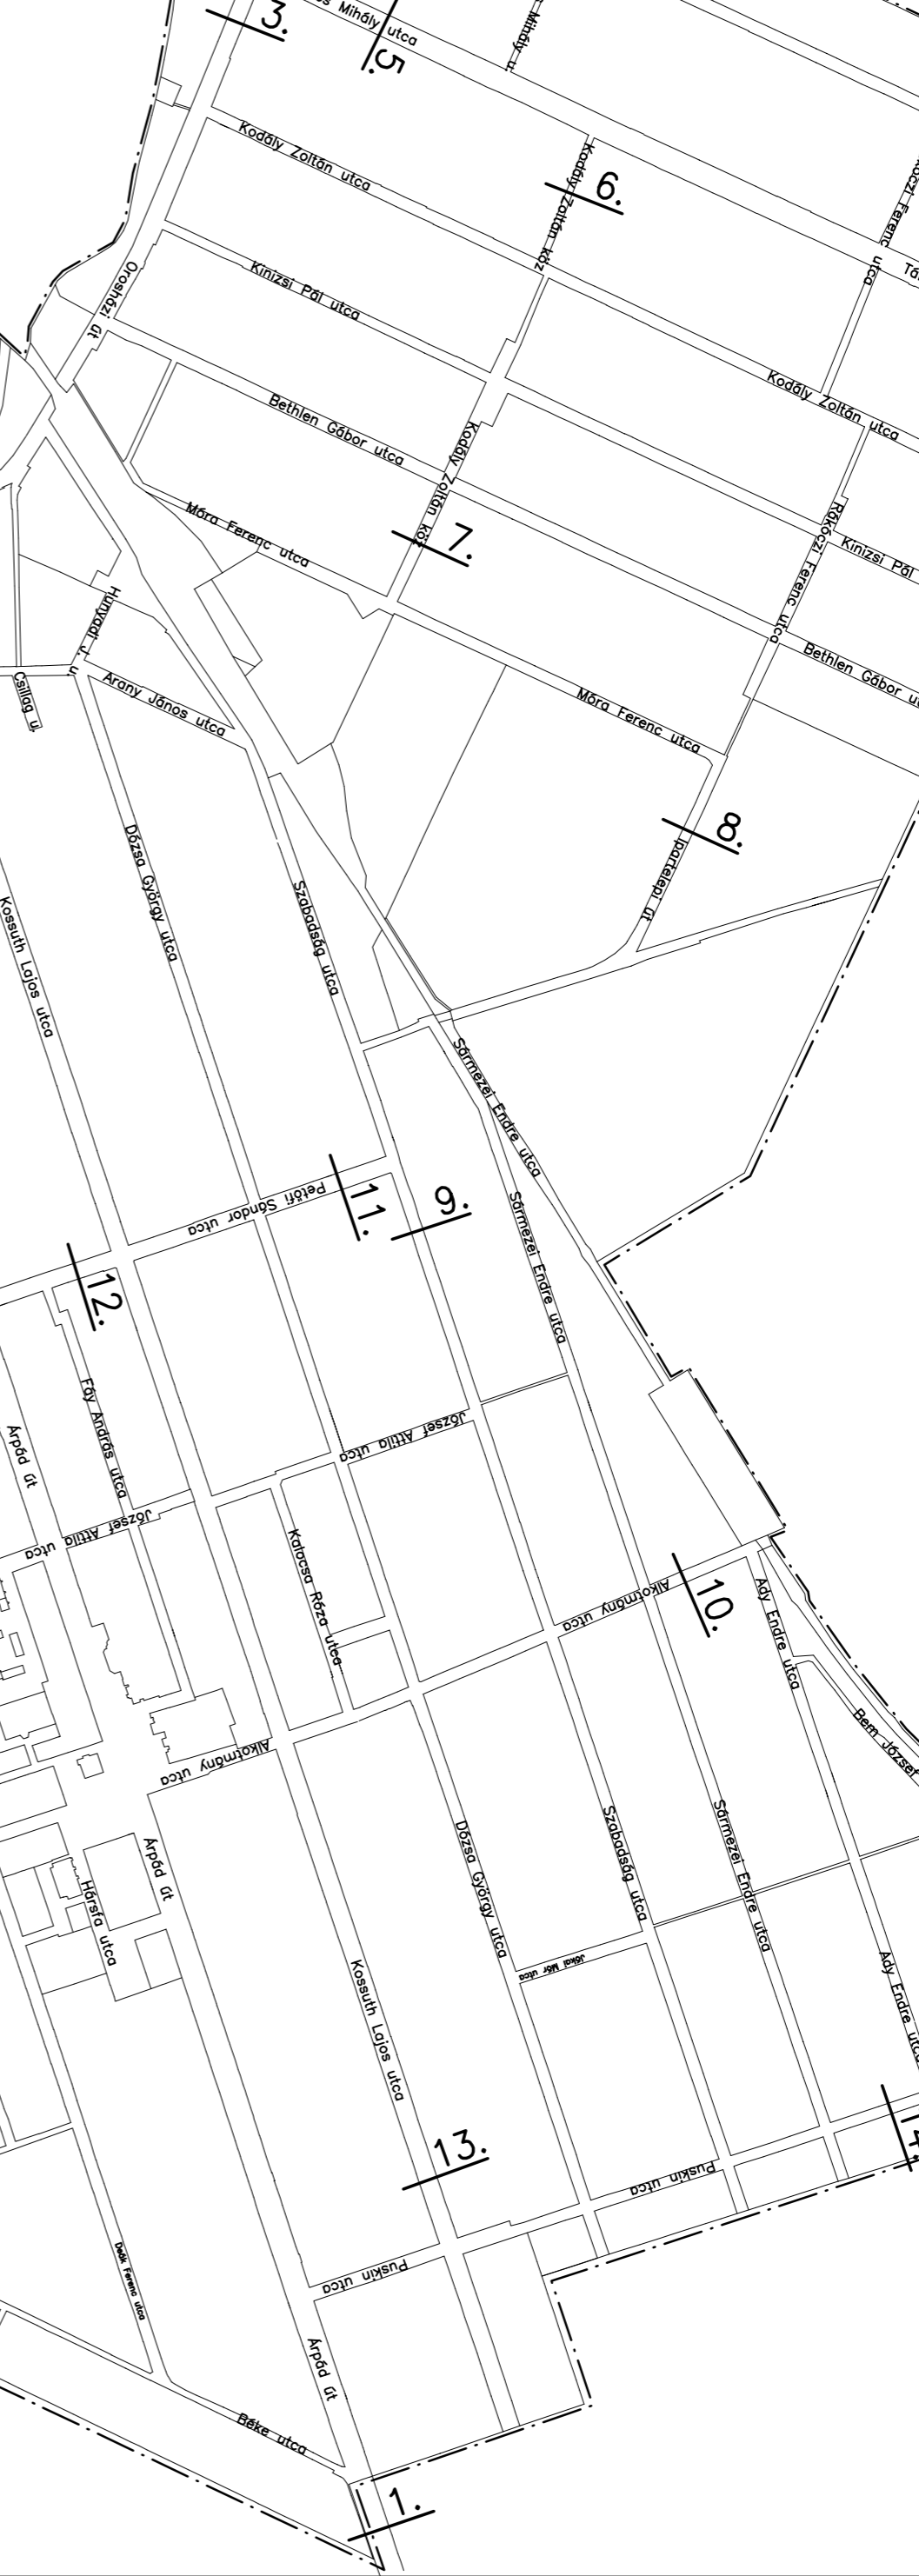 3.
Mihály utca
5.
Mihály u.
Kodály Zoltán utca
Kodály Zoltán köz
6.
Ferenc utca
Orosházi út
Kinizsi Pál utca
Kodály Zoltán utca
Bethlen Gábor utca
Kodály Zoltán köz
Móra Ferenc utca
7.
Rákóczi Ferenc utca
Kinizsi Pál
Hunyadi J. u.
Bethlen Gábor
Csillag u.
Arany János utca
Móra Ferenc utca
8.
Ipartelepi út
Dózsa György utca
Szabadság utca
Kossuth Lajos utca
Sármezei Endre utca
Petőfi Sándor utca
11.
9.
Sármezei Endre utca
12.
Fáy András utca
Árpád út
József Attila utca
József Attila utca
Kalocsa Róza utca
Alkotmány utca
10.
Ady Endre utca
Bem József
Alkotmány utca
Árpád út
Hársfa utca
Dózsa György utca
Szabadság utca
Sármezei Endre utca
Kossuth Lajos utca
Jókai Mór utca
Ady Endre utca
14.
13.
Puskin utca
Puskin utca
Deák Ferenc utca
Árpád út
Béke utca
1.